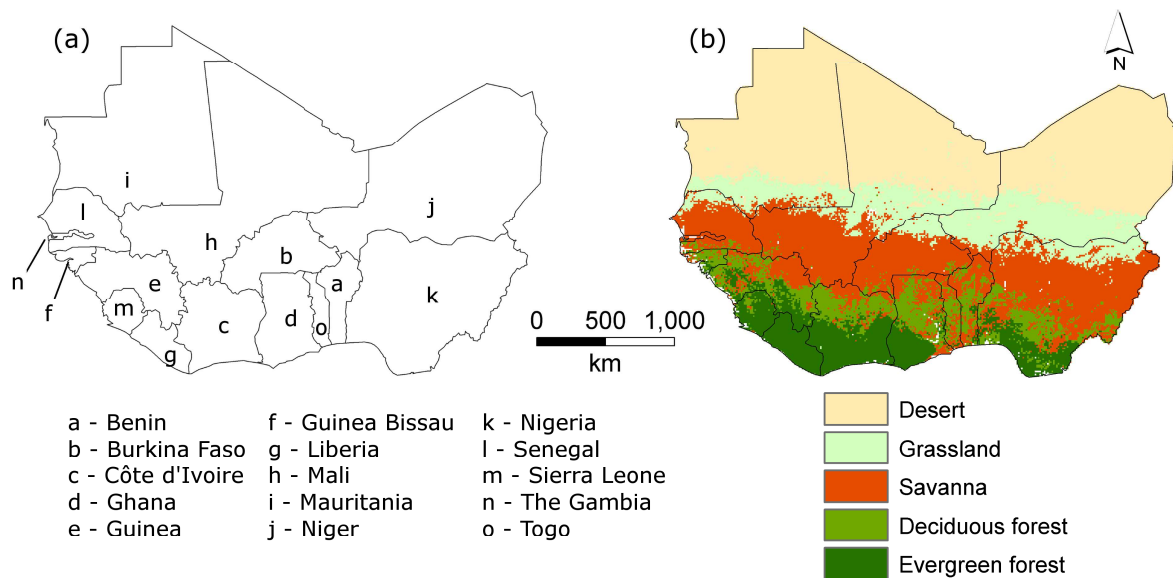 (a)
(b)
N
i
l
j
h
b
n
a
e
k
f
m
d
c
o
g
0 500 1,000
km
a - Benin
b - Burkina Faso
c - Côte d'Ivoire
d - Ghana
e - Guinea
f - Guinea Bissau
g - Liberia
h - Mali
i - Mauritania
j - Niger
k - Nigeria
l - Senegal
m - Sierra Leone
n - The Gambia
o - Togo
Desert
Grassland
Savanna
Deciduous forest
Evergreen forest